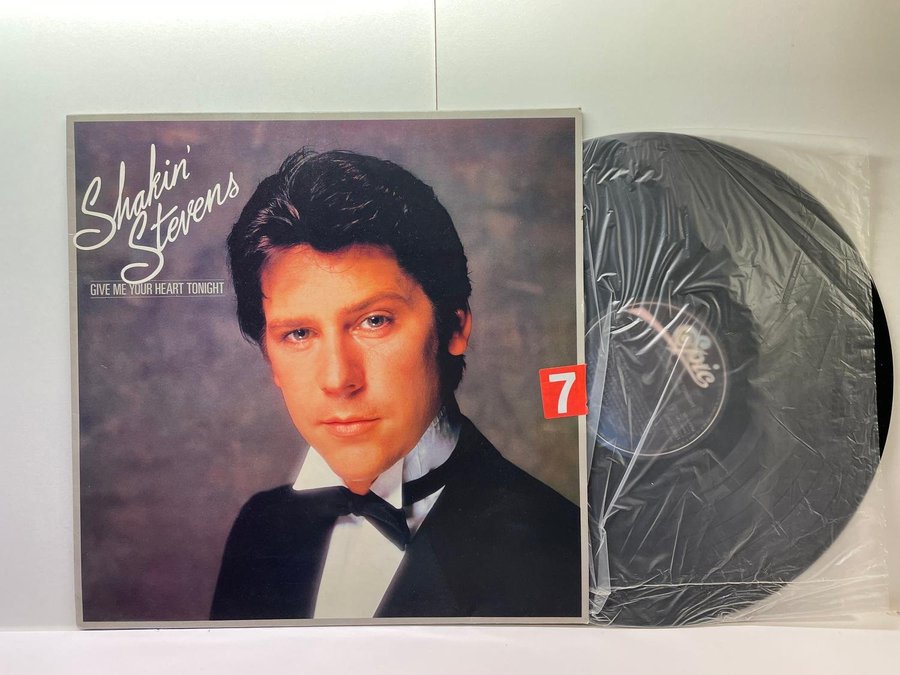 Shakin'
Stevens
GIVE ME YOUR HEART TONIGHT
7
Epic